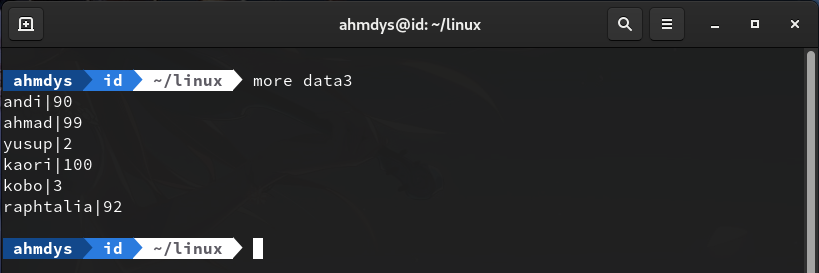 ahmdys@id: ~/linux
ahmdys id ~/linux more data3
andi|90
ahmad|99
yusup|2
kaori|100
kobo|3
raphtalia|92
ahmdys id ~/linux